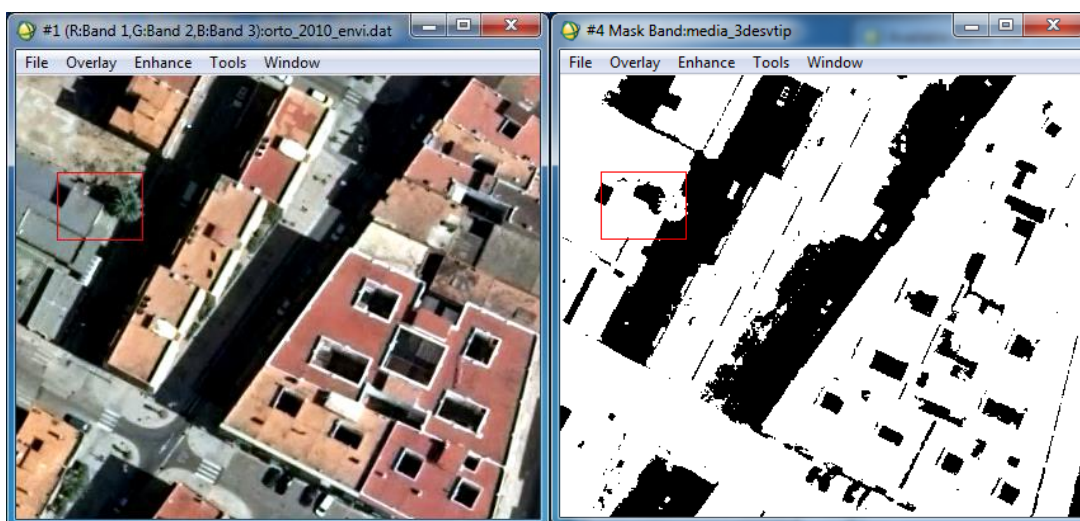 #1 (R:Band 1,G:Band 2,B:Band 3):orto_2010_envi.dat
File Overlay Enhance Tools Window
#4 Mask Band:media_3desvtip
File Overlay Enhance Tools Window